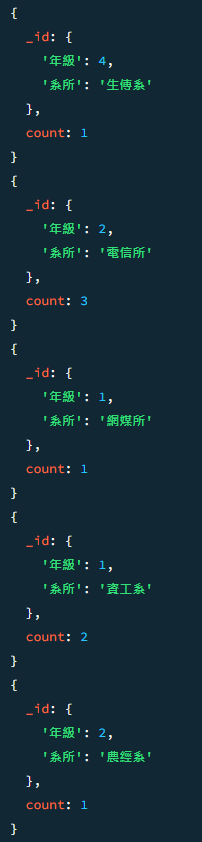 {
  _id: {
    '年級': 4,
    '系所': '生傳系'
  },
  count: 1
}
{
  _id: {
    '年級': 2,
    '系所': '電信所'
  },
  count: 3
}
{
  _id: {
    '年級': 1,
    '系所': '網媒所'
  },
  count: 1
}
{
  _id: {
    '年級': 1,
    '系所': '資工系'
  },
  count: 2
}
{
  _id: {
    '年級': 2,
    '系所': '農經系'
  },
  count: 1
}